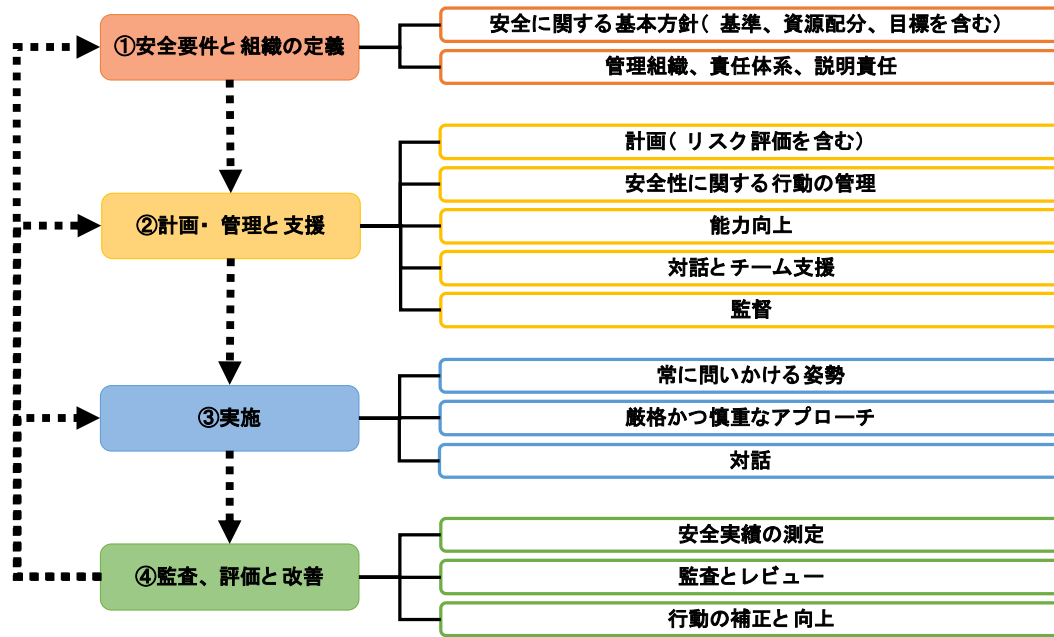 ①安全要件と組織の定義
安全に関する基本方針(基準、資源配分、目標を含む)
管理組織、責任体系、説明責任
②計画・管理と支援
計画(リスク評価を含む)
安全性に関する行動の管理
能力向上
対話とチーム支援
監督
③実施
常に問いかける姿勢
厳格かつ慎重なアプローチ
対話
④監査、評価と改善
安全実績の測定
監査とレビュー
行動の補正と向上